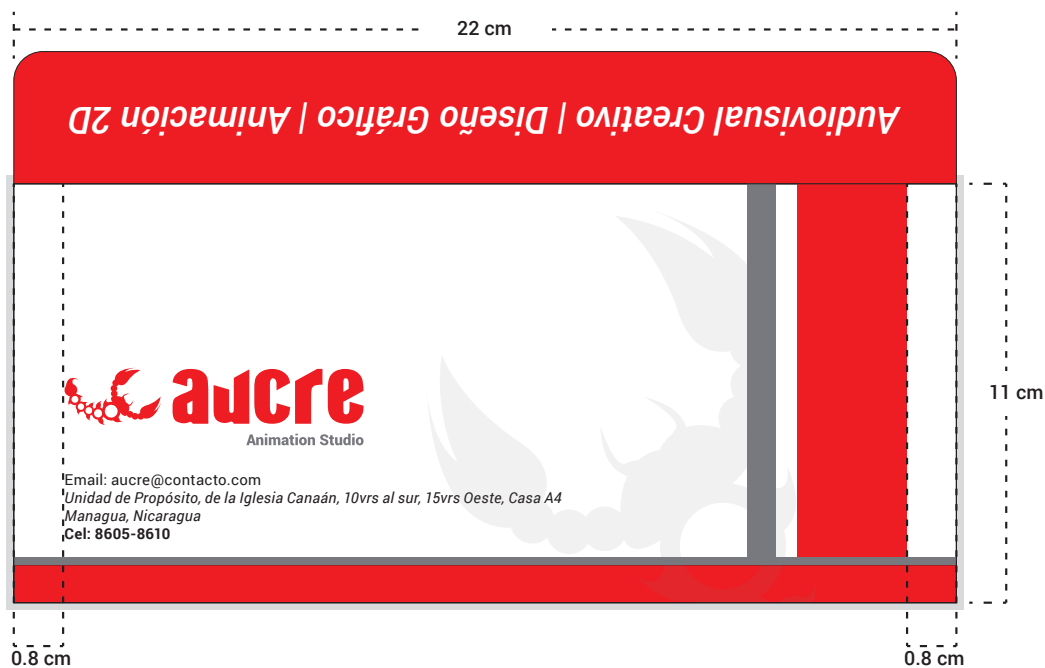 22 cm
Audiovisual Creativo | Diseño Gráfico | Animación 2D
11 cm
aucre
Animation Studio
Email: aucre@contacto.com
Unidad de Propósito, de la Iglesia Canaán, 10vrs al sur, 15vrs Oeste, Casa A4
Managua, Nicaragua
Cel: 8605-8610
0.8 cm
0.8 cm